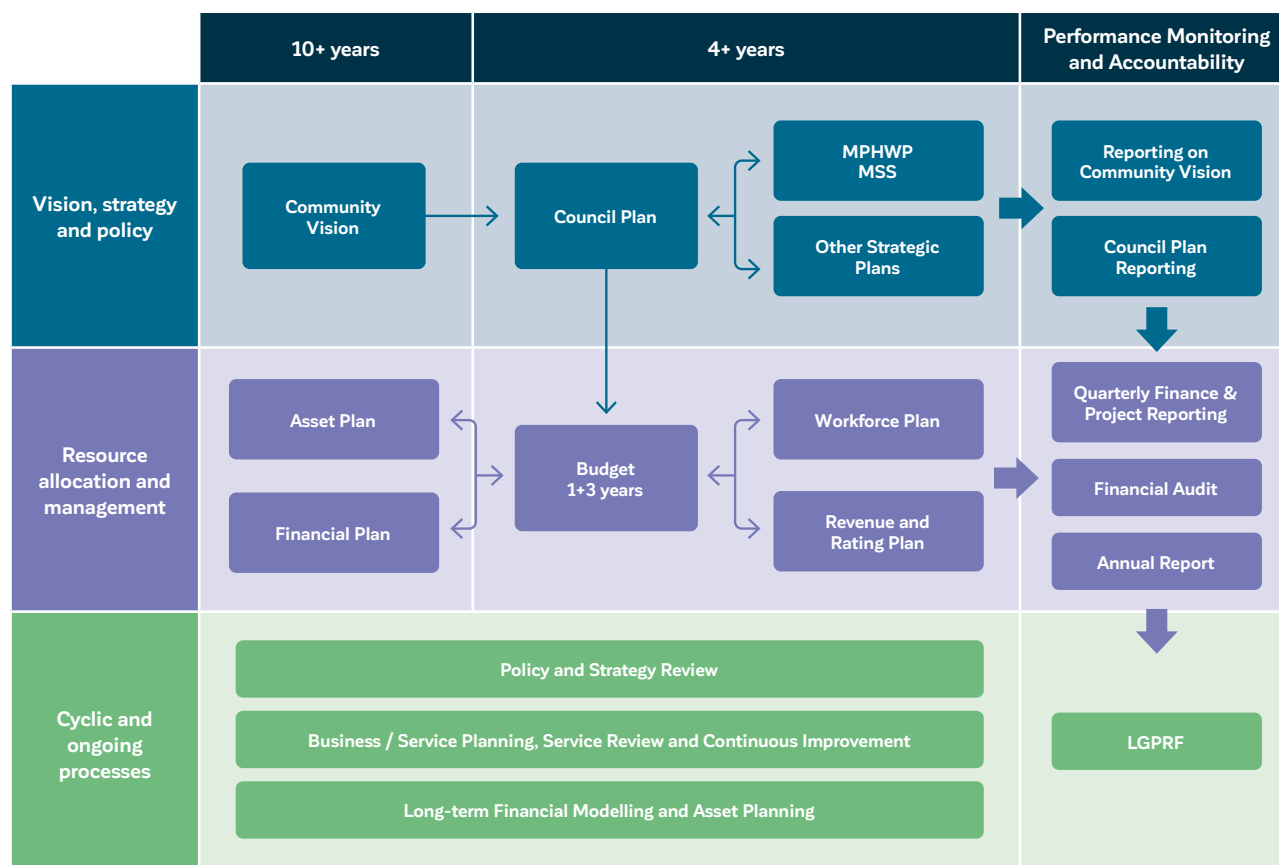 10+ years
4+ years
Performance Monitoring
and Accountability
Vision, strategy
and policy
Community
Vision
Council Plan
MPHWP
MSS
Other Strategic
Plans
Reporting on
Community Vision
Council Plan
Reporting
Resource
allocation and
management
Asset Plan
Financial Plan
Budget
1+3 years
Workforce Plan
Revenue and
Rating Plan
Quarterly Finance &
Project Reporting
Financial Audit
Annual Report
Cyclic and
ongoing
processes
Policy and Strategy Review
Business / Service Planning, Service Review and Continuous Improvement
Long-term Financial Modelling and Asset Planning
LGPRF